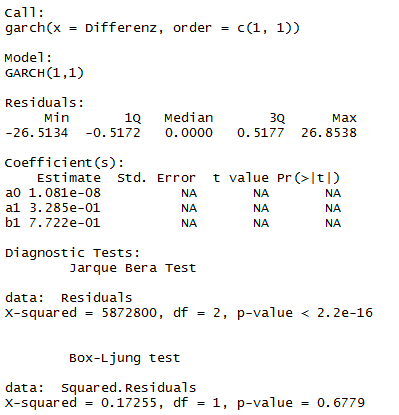 Call:
garch(x = Differenz, order = c(1, 1))
Model:
GARCH(1,1)
Residuals:
Min 1Q Median 3Q Max
-26.5134 -0.5172 0.0000 0.5177 26.8538
Coefficient(s):
Estimate Std. Error t value Pr(>|t|)
a0 1.081e-08 NA NA NA
a1 3.285e-01 NA NA NA
b1 7.722e-01 NA NA NA
Diagnostic Tests:
Jarque Bera Test
data: Residuals
X-squared = 5872800, df = 2, p-value < 2.2e-16
Box-Ljung test
data: Squared.Residuals
X-squared = 0.17255, df = 1, p-value = 0.6779